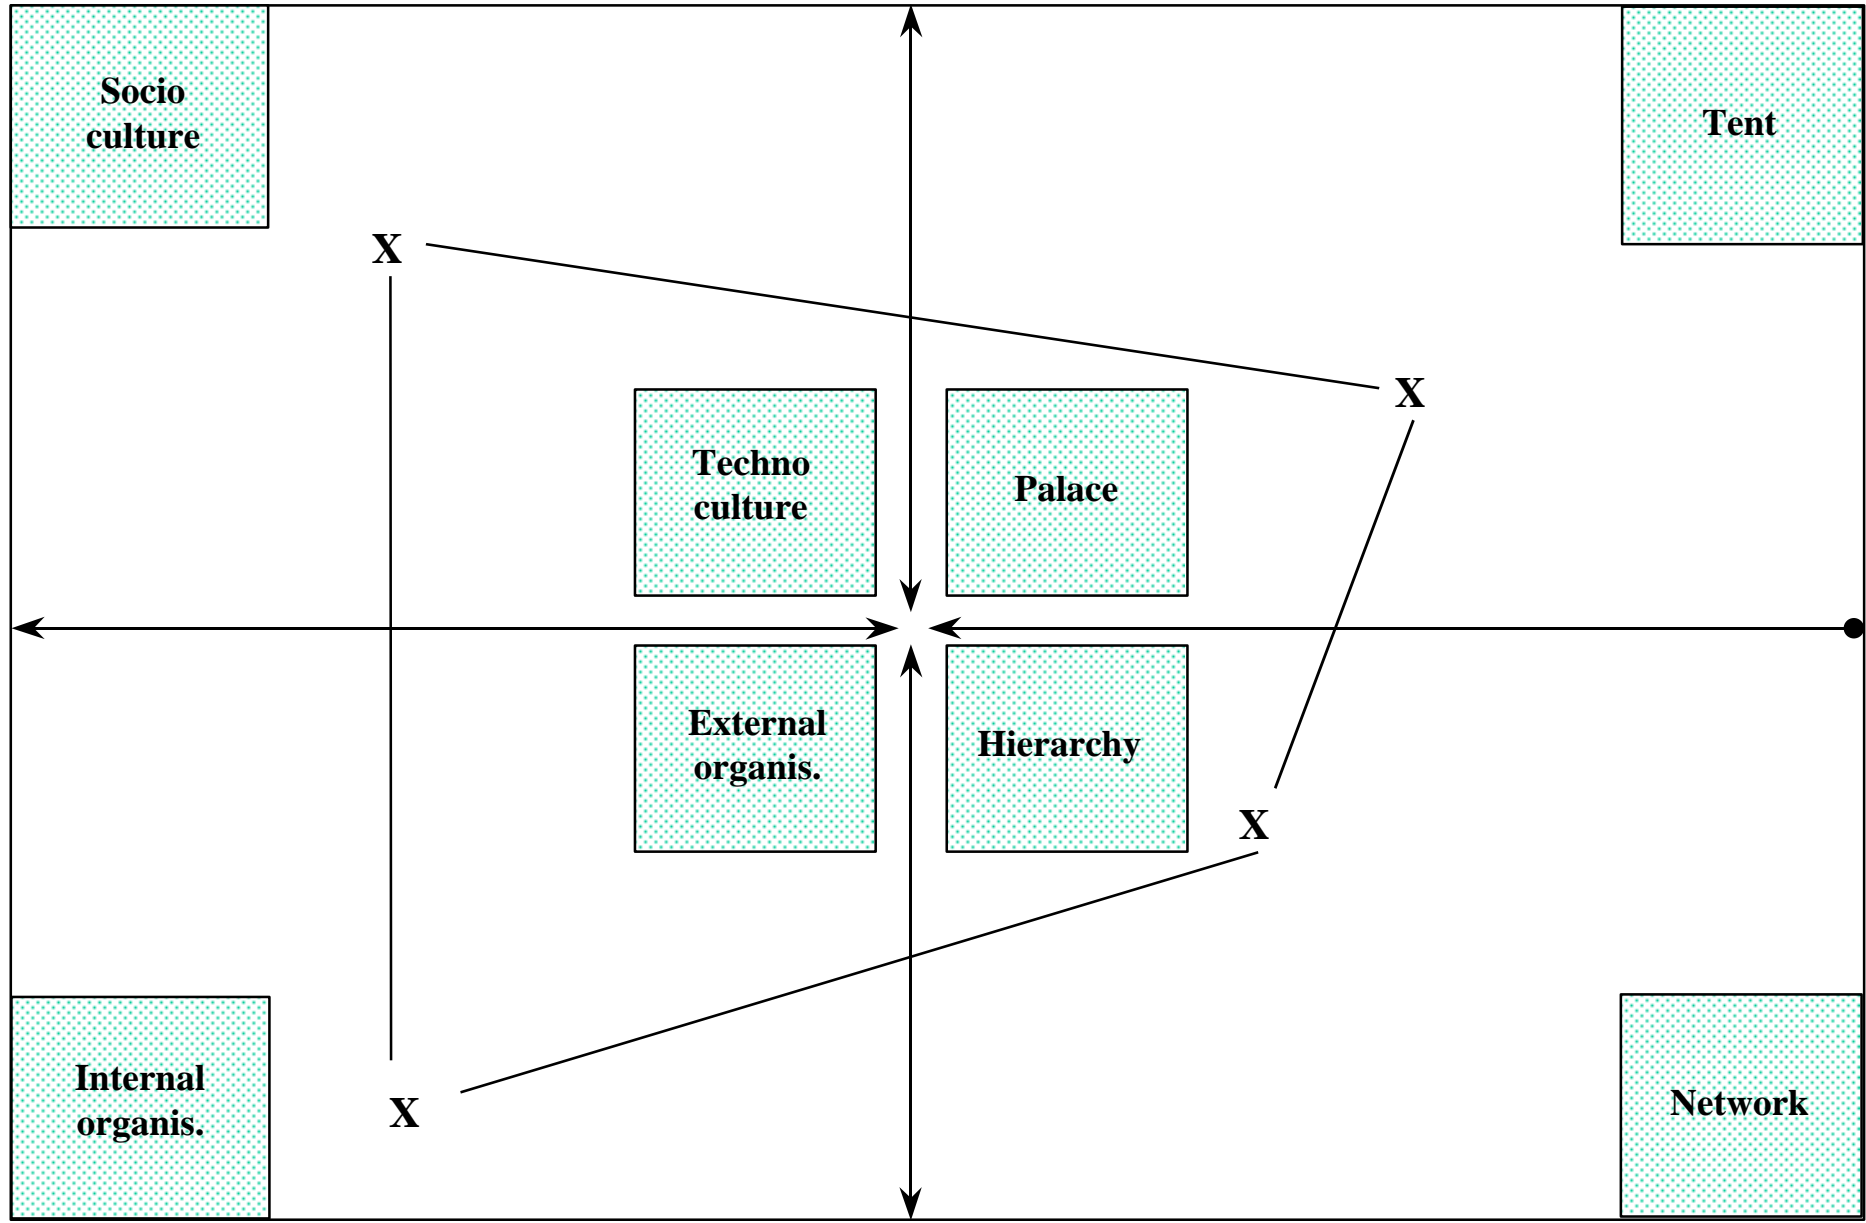 Socio
culture
Tent
X
X
Techno
culture
Palace
External
organis.
Hierarchy
X
Internal
organis.
X
Network